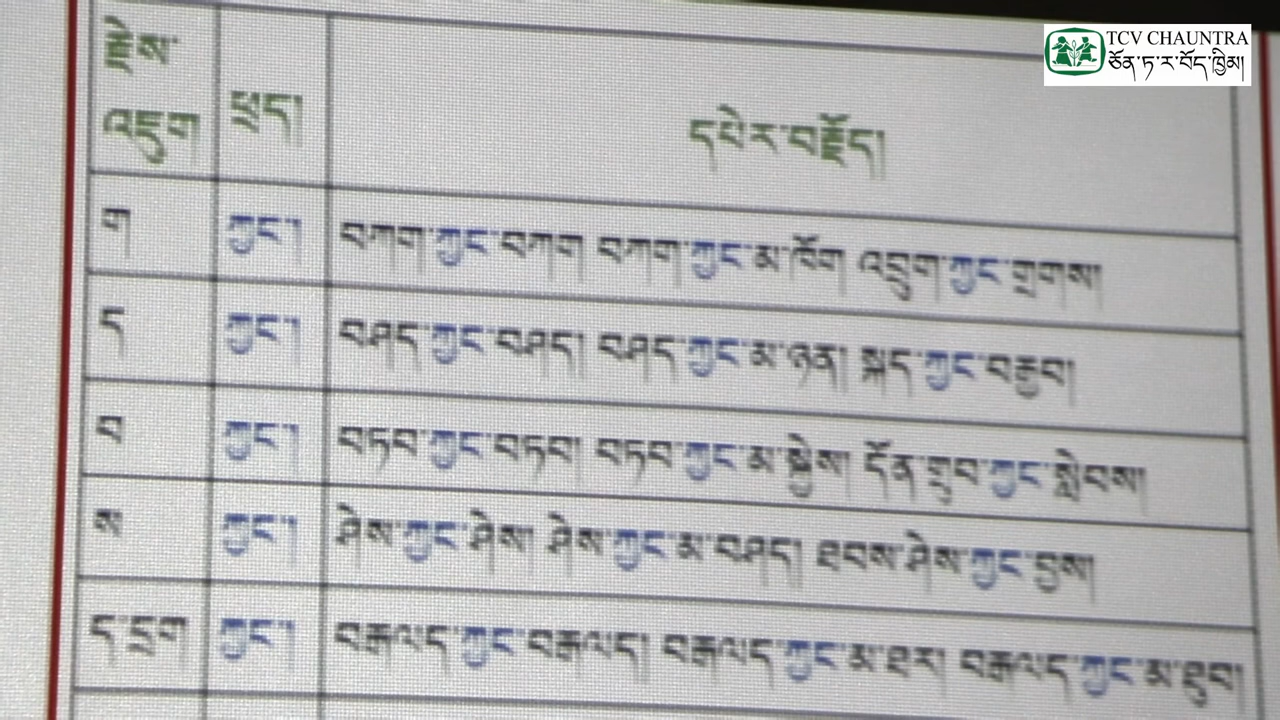 TCV CHAUNTRA
ཅོན་ཏ་ར་བོད་ཁྱིམ།
རྗེས་
འཇུག
ཕྲད།
དཔེར་བརྗོད།
ག
ཀྱང་།
བཀག་ཀྱང་བཀག བཀག་ཀྱང་མ་ཁོག འབྲུག་ཀྱང་གྲགས།
ད
ཀྱང་།
བཤད་ཀྱང་བཤད། བཤད་ཀྱང་མ་ཉན། སྐད་ཀྱང་བརྒྱབ།
བ
ཀྱང་།
བཏབ་ཀྱང་བཏབ། བཏབ་ཀྱང་མ་སྐྱེས། དོན་གྲུབ་ཀྱང་སླེབས།
ས
ཀྱང་།
ཤེས་ཀྱང་ཤེས། ཤེས་ཀྱང་མ་བཤད། ཐབས་ཤེས་ཀྱང་བྱས།
ད་དྲག
ཀྱང་།
བརྒལད་ཀྱང་བརྒལད། བརྒལད་ཀྱང་མ་ཐར། བརྒལད་ཀྱང་མ་ཐུབ།